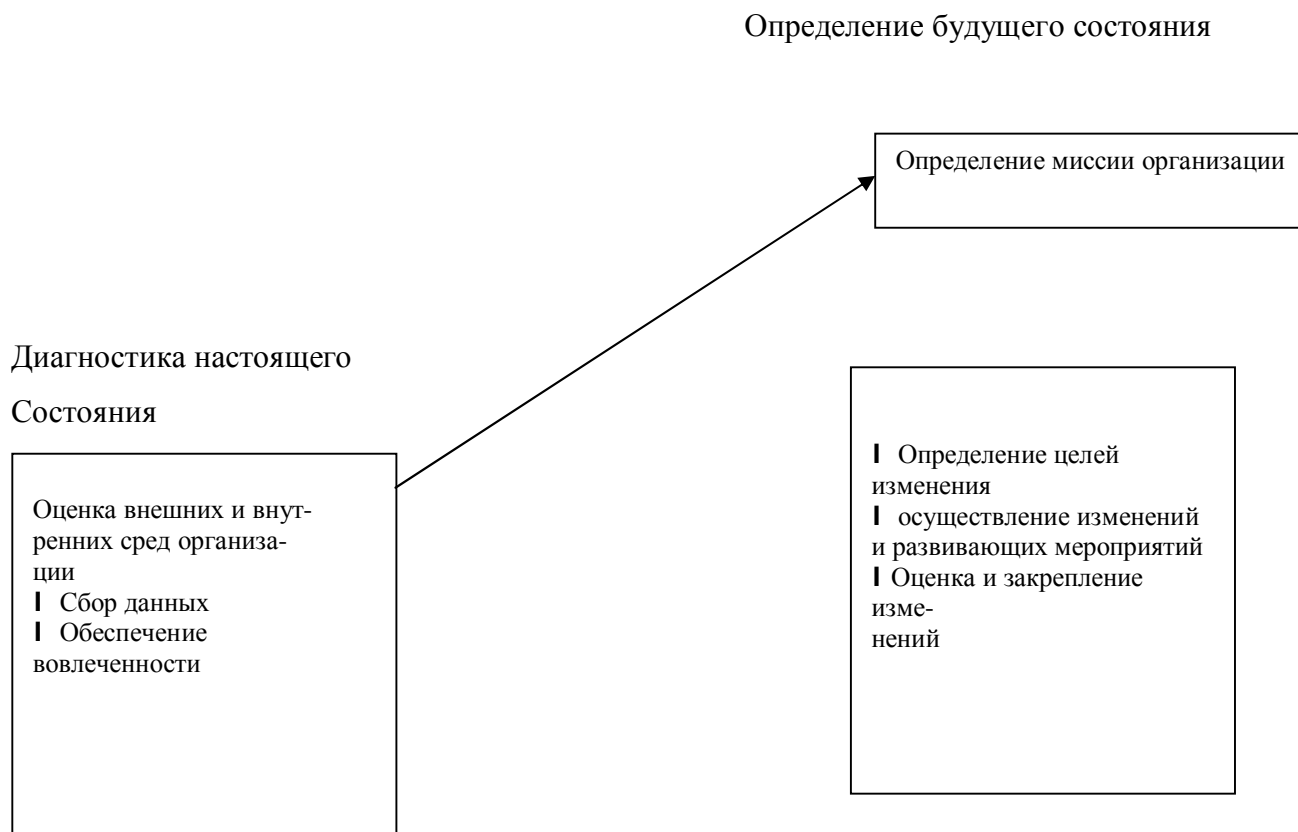 Определение будущего состояния
Определение миссии организации
Диагностика настоящего
Состояния
Оценка внешних и внут-
ренних сред организа-
ции
l Сбор данных
l Обеспечение
вовлеченности
l Определение целей
изменения
l осуществление изменений
и развивающих мероприятий
l Оценка и закрепление
изме-
нений